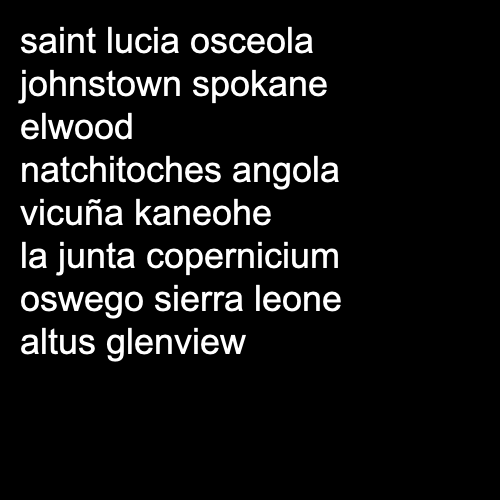 saint lucia osceola
johnstown spokane
elwood
natchitoches angola
vicuña kaneohe
la junta copernicium
oswego sierra leone
altus glenview